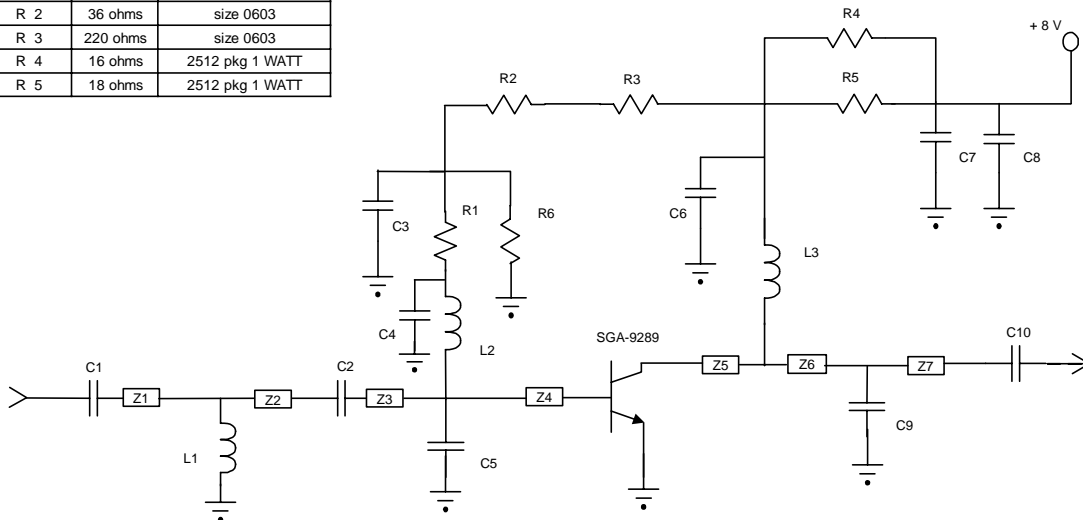 R 2 36 ohms size 0603
R 3 220 ohms size 0603
R 4 16 ohms 2512 pkg 1 WATT
R 5 18 ohms 2512 pkg 1 WATT
R4
+ 8 V
R2
R3
R5
C7
C8
C3
R1
R6
C6
L3
C4
L2
SGA-9289
C10
C1
C2
Z5
Z6
Z7
Z1
Z2
Z3
Z4
C9
L1
C5